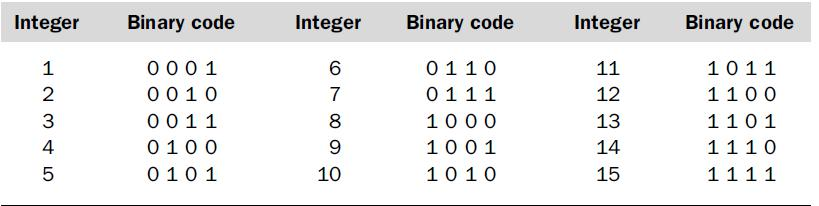 Integer Binary code Integer Binary code Integer Binary code
1 0 0 0 1 6 0 1 1 0 11 1 0 1 1
2 0 0 1 0 7 0 1 1 1 12 1 1 0 0
3 0 0 1 1 8 1 0 0 0 13 1 1 0 1
4 0 1 0 0 9 1 0 0 1 14 1 1 1 0
5 0 1 0 1 10 1 0 1 0 15 1 1 1 1